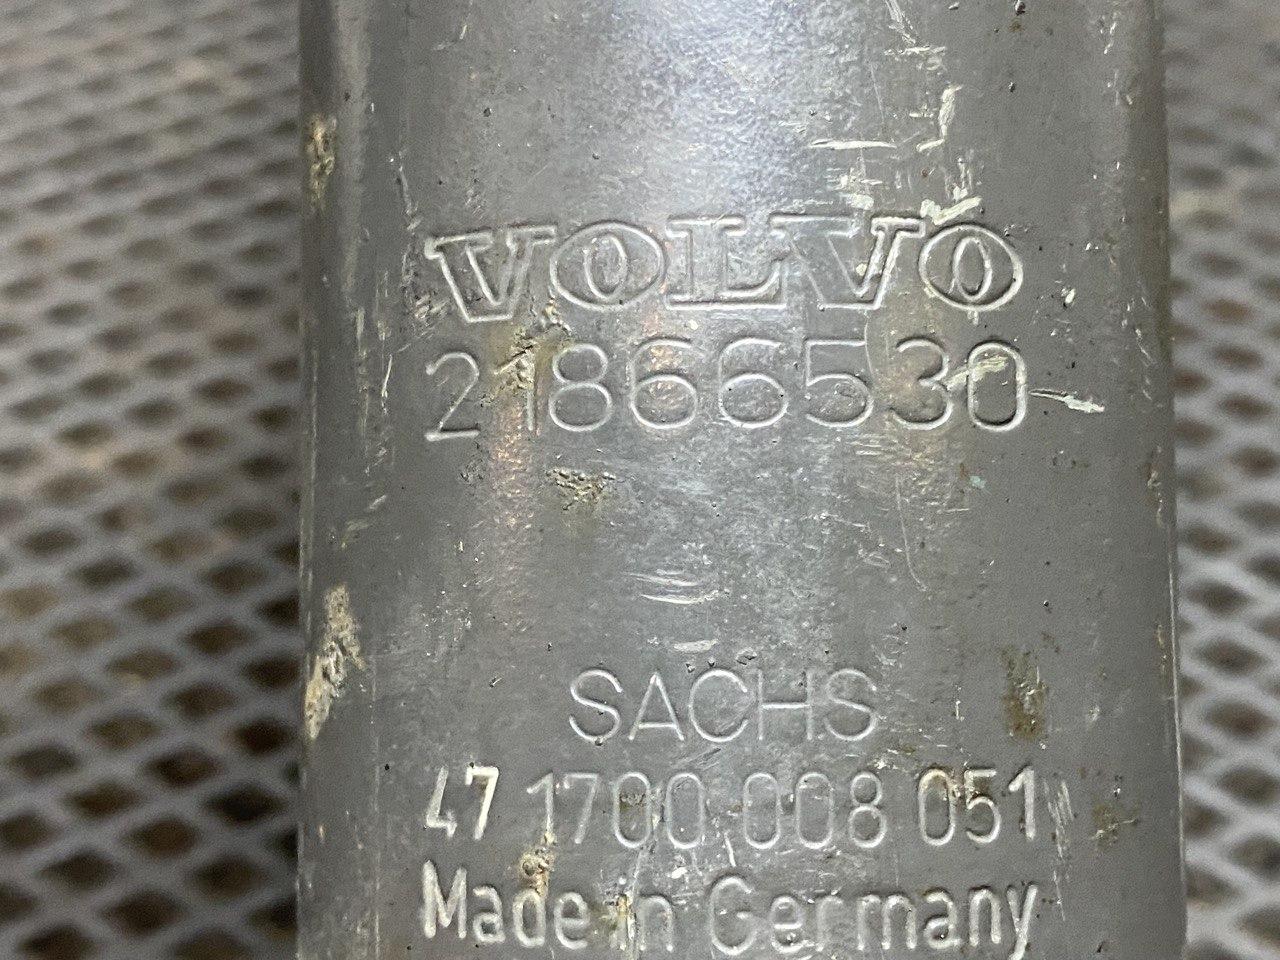 VOLVO
21866530
SACHS
47 1700 008 051
Made in Germany